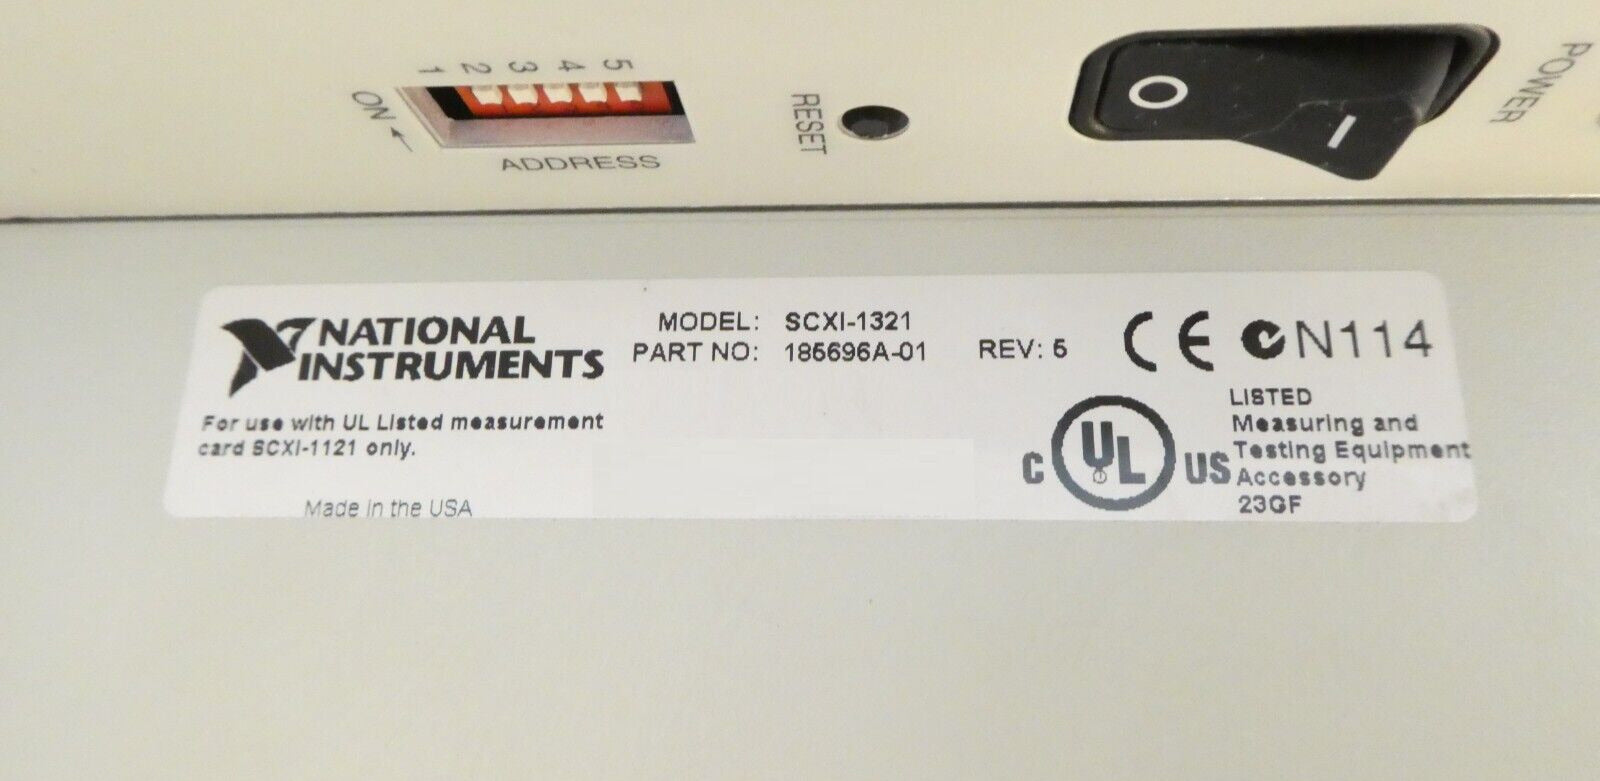 1 2 3 4 5
ON
ADDRESS
RESET
O
I
POWER
NATIONAL
INSTRUMENTS
MODEL: SCXI-1321
PART NO: 185696A-01 REV: 5
CE N114
For use with UL Listed measurement
card SCXI-1121 only.
Made in the USA
C UL US
LISTED
Measuring and
Testing Equipment
Accessory
23GF